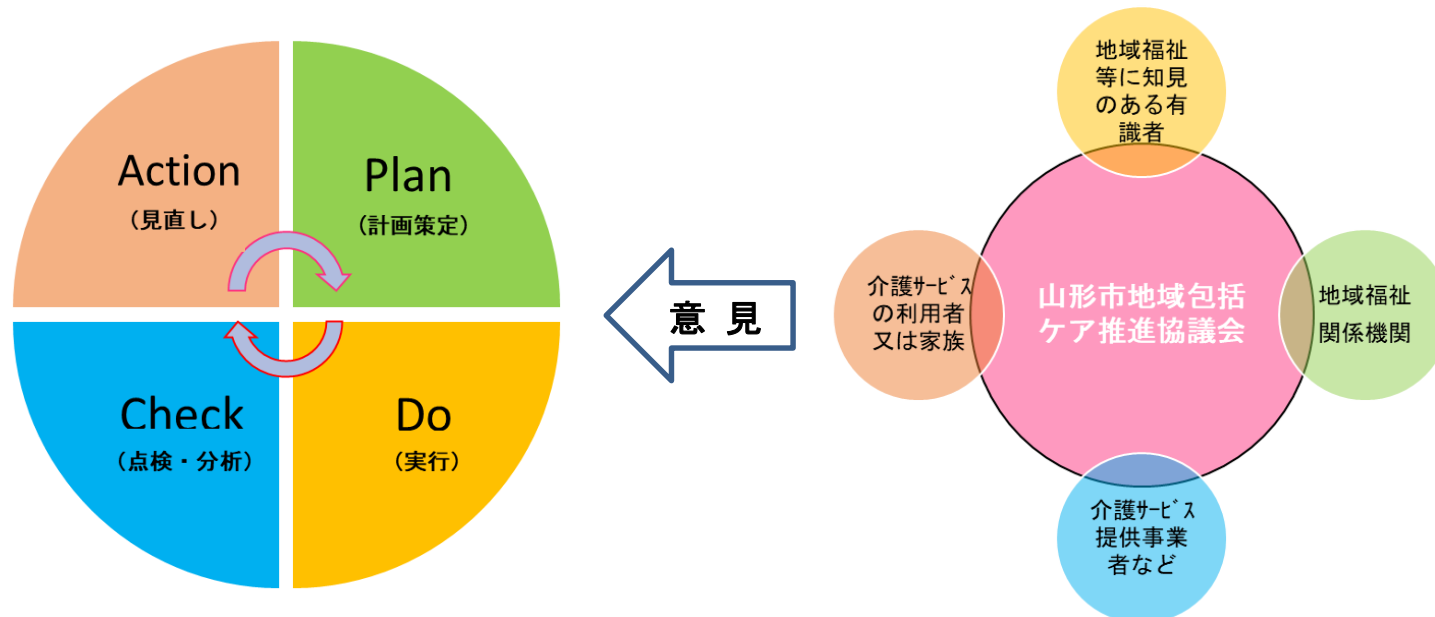 Action
（見直し）
Plan
（計画策定）
Check
（点検・分析）
Do
（実行）
意 見
地域福祉
等に知見
のある有
識者
介護ｻｰﾋﾞｽ
の利用者
又は家族
山形市地域包括
ケア推進協議会
地域福祉
関係機関
介護ｻｰﾋﾞｽ
提供事業
者など